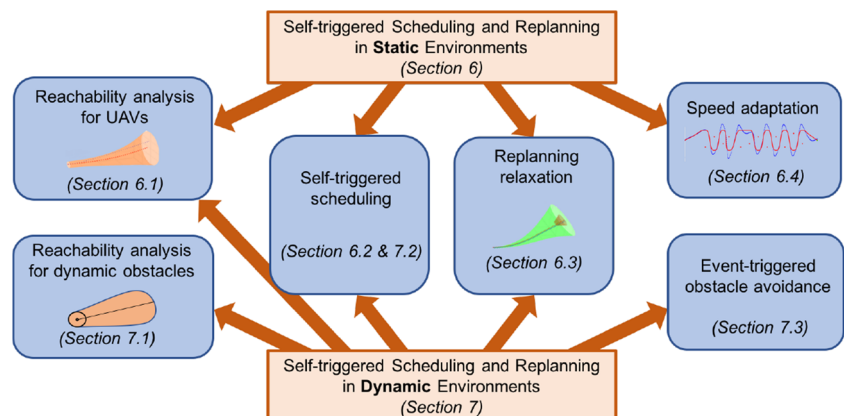 Self-triggered Scheduling and Replanning
in Static Environments
(Section 6)
Reachability analysis
for UAVs
(Section 6.1)
Self-triggered
scheduling
(Section 6.2 & 7.2)
Replanning
relaxation
(Section 6.3)
Speed adaptation
(Section 6.4)
Reachability analysis
for dynamic obstacles
(Section 7.1)
Event-triggered
obstacle avoidance
(Section 7.3)
Self-triggered Scheduling and Replanning
in Dynamic Environments
(Section 7)